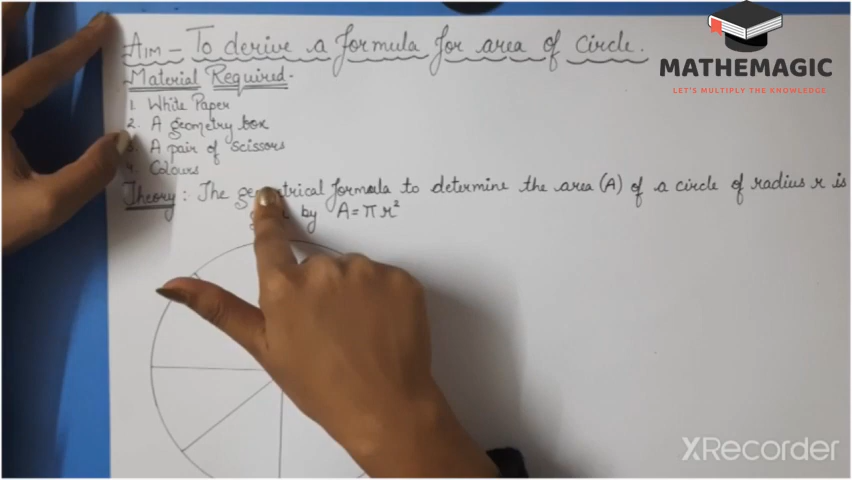 AIM - To derive a formula for area of circle.
Material Required -
1. White Paper
2. A geometry box
3. A pair of scissors
4. Colours
Theory : The geometrical formula to determine the area (A) of a circle of radius r is
by A = πr²
MATHEMAGIC
LET'S MULTIPLY THE KNOWLEDGE
XRecorder